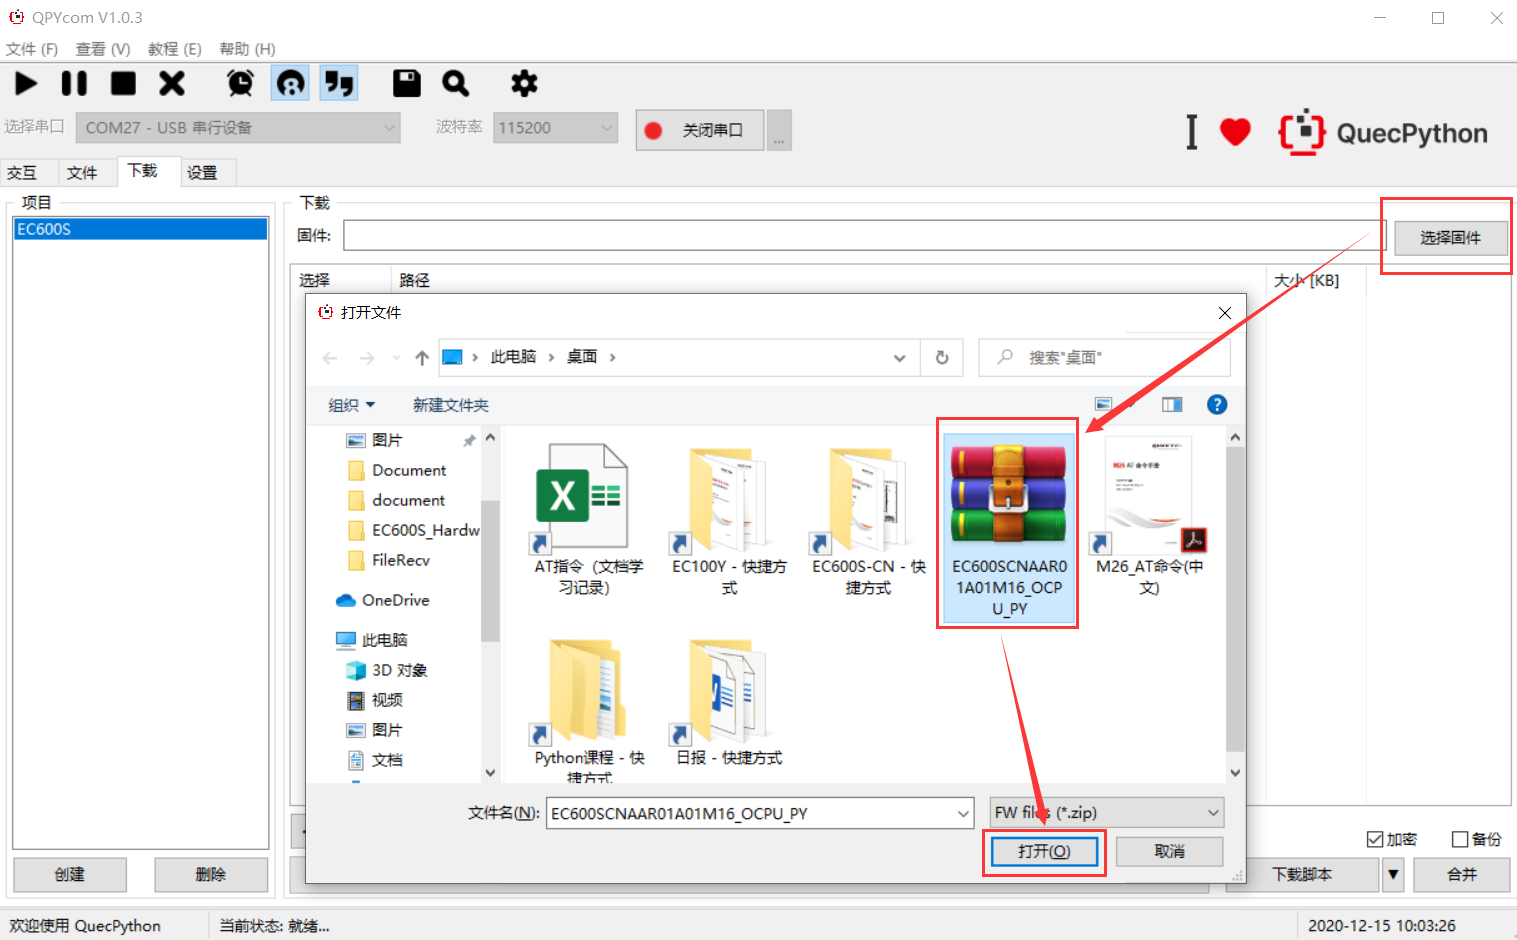 QPYcom V1.0.3
文件 (F) 查看 (V) 教程 (E) 帮助 (H)
选择串口 COM27 - USB 串行设备 波特率 115200 关闭串口 ...
QuecPython
交互 文件 下载 设置
项目 下载
EC600S
固件: 选择固件
选择 路径 大小 [KB]
打开文件
此电脑 桌面 搜索"桌面"
组织 新建文件夹
图片
Document
document
EC600S_Hardw
FileRecv
OneDrive
此电脑
3D 对象
视频
图片
文档
AT指令（文档学
习记录）
EC100Y - 快捷方
式
EC600S-CN - 快
捷方式
EC600SCNAAR0
1A01M16_OCP
U_PY
M26_AT命令(中
文)
Python课程 - 快
捷方式
日报 - 快捷方式
文件名(N): EC600SCNAAR01A01M16_OCPU_PY FW files (*.zip)
打开(O) 取消
加密 备份
创建 删除 下载脚本 合并
欢迎使用 QuecPython 当前状态: 就绪... 2020-12-15 10:03:26